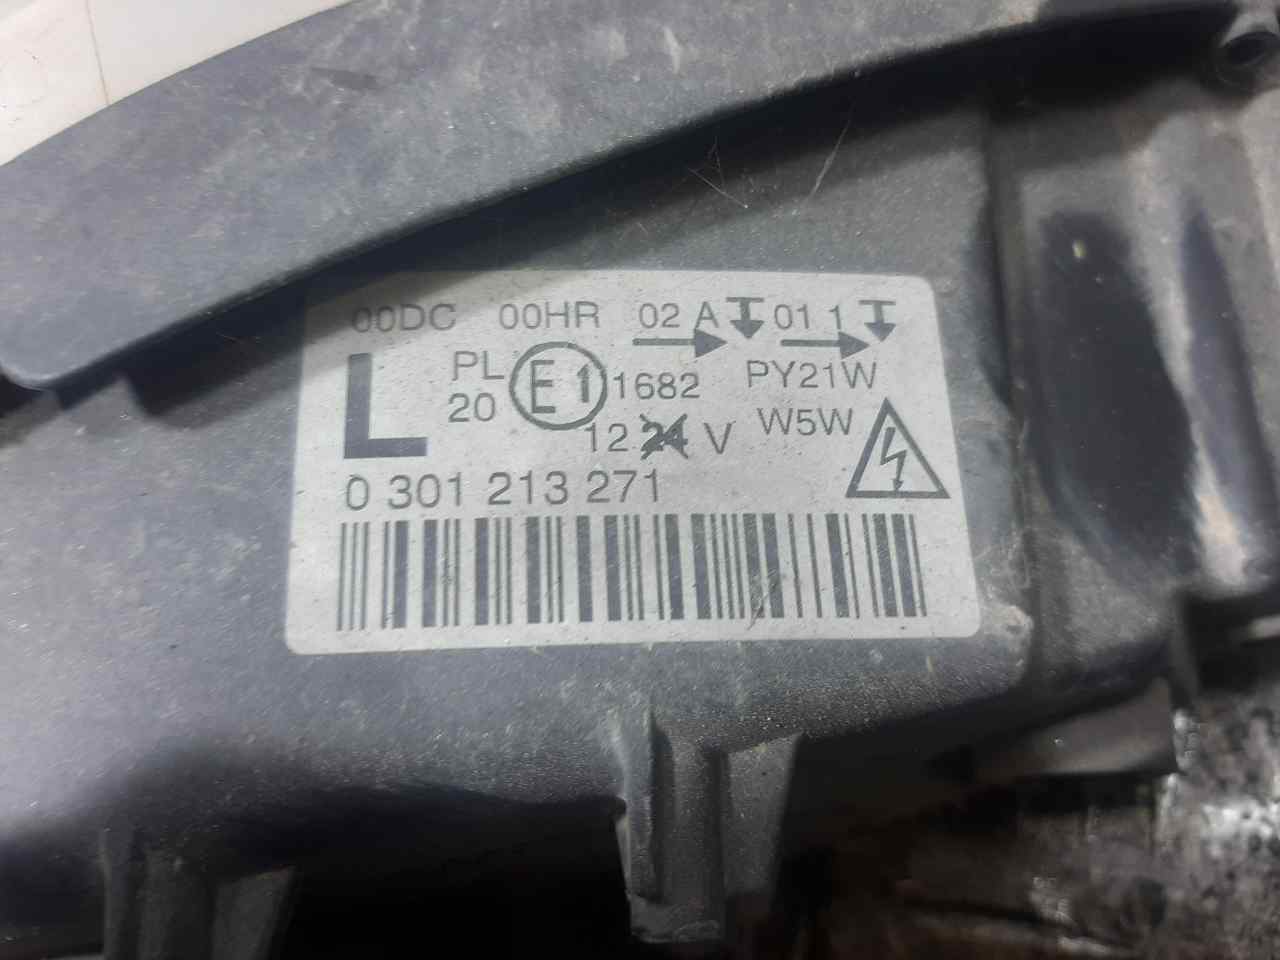 00DC 00HR 02 A 01 1
L
PL E1 1682 PY21W
20
12 24 V W5W
0 301 213 271